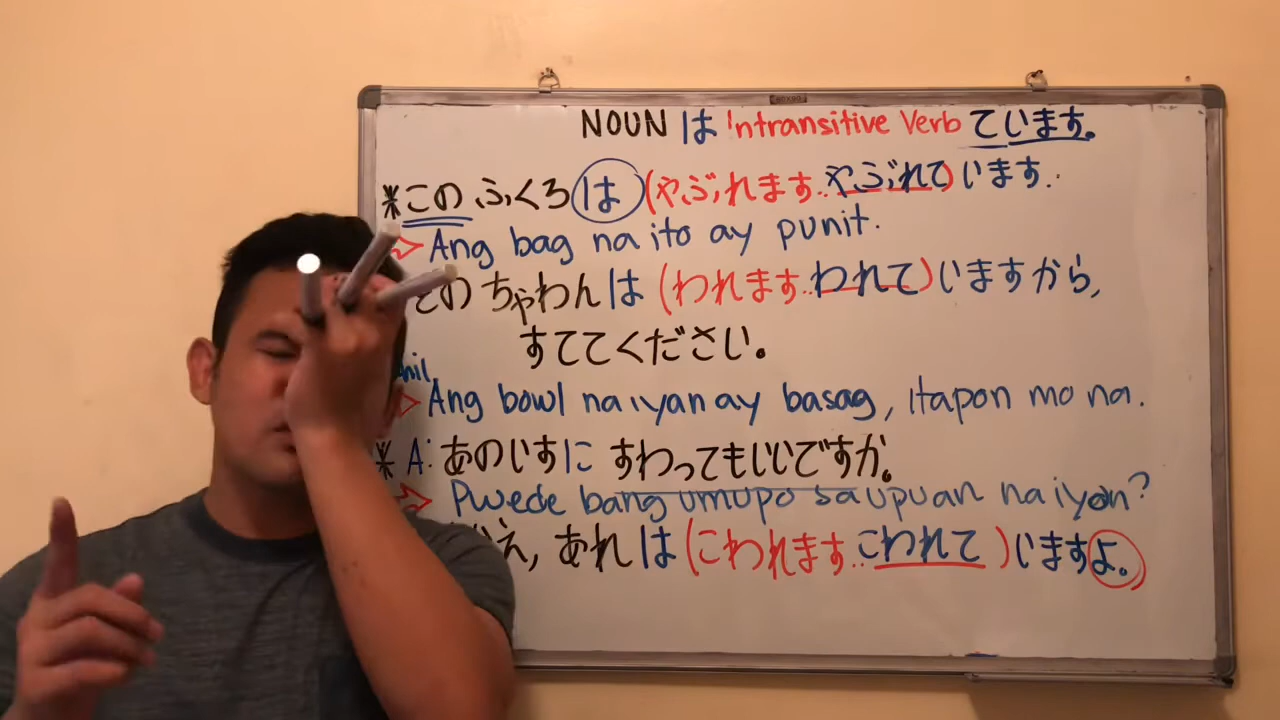 NOUN は Intransitive Verb ています。
※このふくろは(やぶれます..やぶれて)います..
Ang bag na ito ay punit.
このちゃわんは(われます..われて)いますから,
すててください。
Ang bowl na iyan ay basag, itapon mo na.
※A: あのいすにすわってもいいですか。
Pwede bang umupo sa upuan na iyon?
え, あれは(こわれます..こわれて)いますよ。